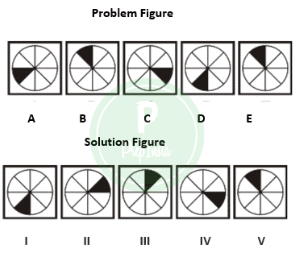 Problem Figure
A B C D E
Solution Figure
I II III IV V